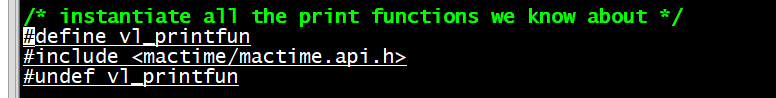 /* instantiate all the print functions we know about */
#define vl_printfun
#include <mactime/mactime.api.h>
#undef vl_printfun